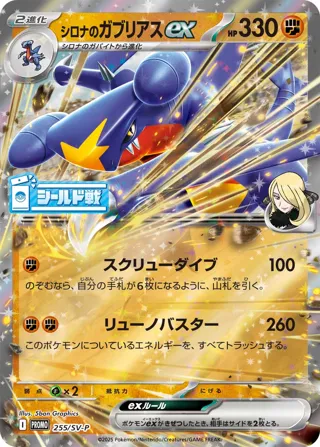 2進化
シロナのガブリアスex HP330
シロナのガバイトから進化
シールド戦
スクリューダイブ 100
のぞむなら、自分の手札が6枚になるように、山札を引く。
リューノバスター 260
このポケモンについているエネルギーを、すべてトラッシュする。
弱点 ×2 抵抗力 にげる
exルール
ポケモンexがきぜつしたとき、相手はサイドを2枚とる。
Illus. 5ban Graphics
I PROMO 255/SV-P
©2025 Pokémon/Nintendo/Creatures/GAME FREAK.